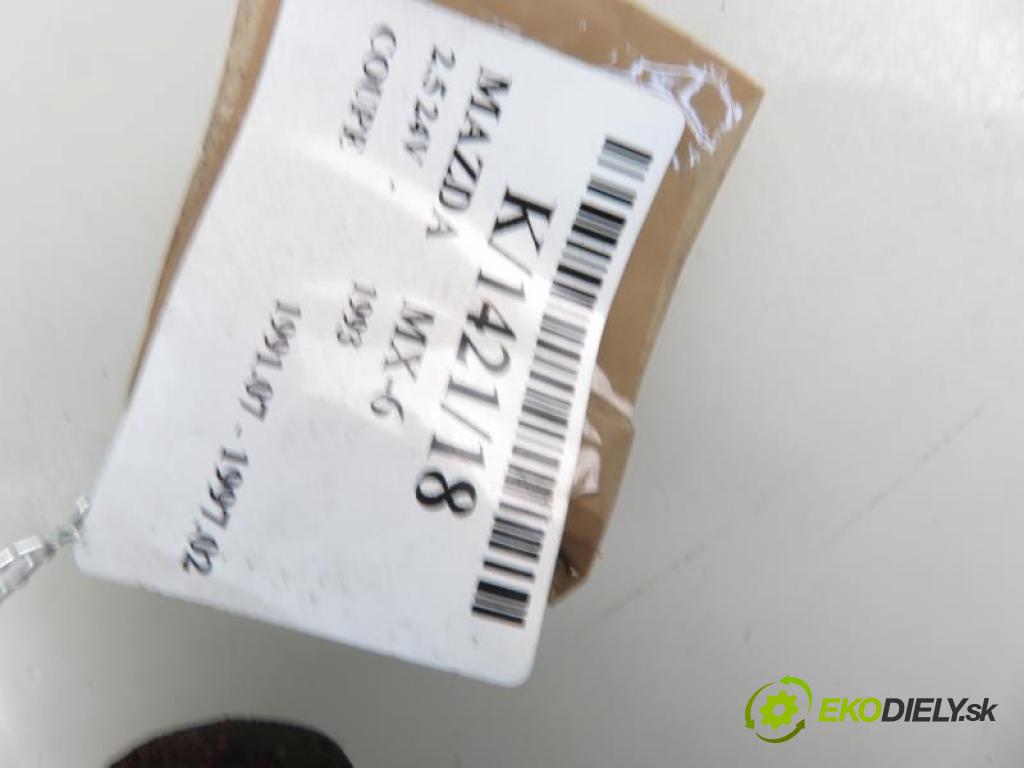 K/1421/18
MAZDA MX-6
2.5 24V 1993
COUPE -
1991.07 - 1997.02
EKODIELY.sk